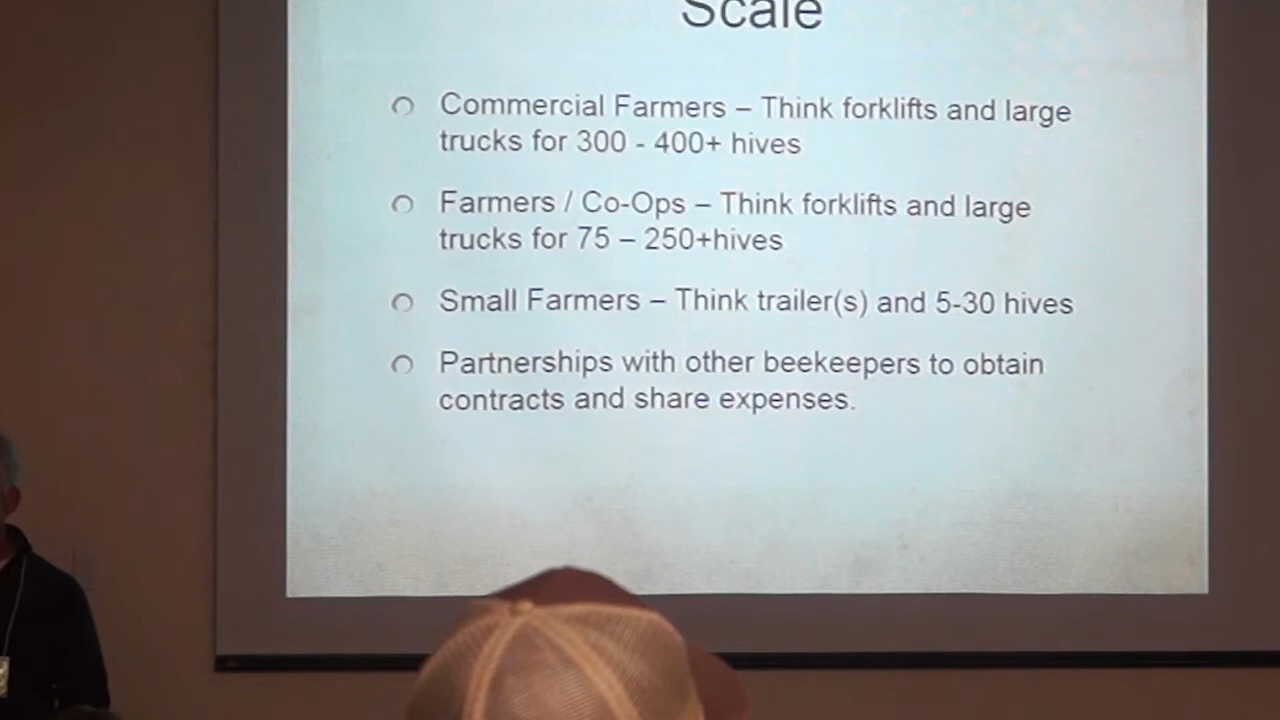 Scale
Commercial Farmers – Think forklifts and large
trucks for 300 - 400+ hives
Farmers / Co-Ops – Think forklifts and large
trucks for 75 – 250+hives
Small Farmers – Think trailer(s) and 5-30 hives
Partnerships with other beekeepers to obtain
contracts and share expenses.